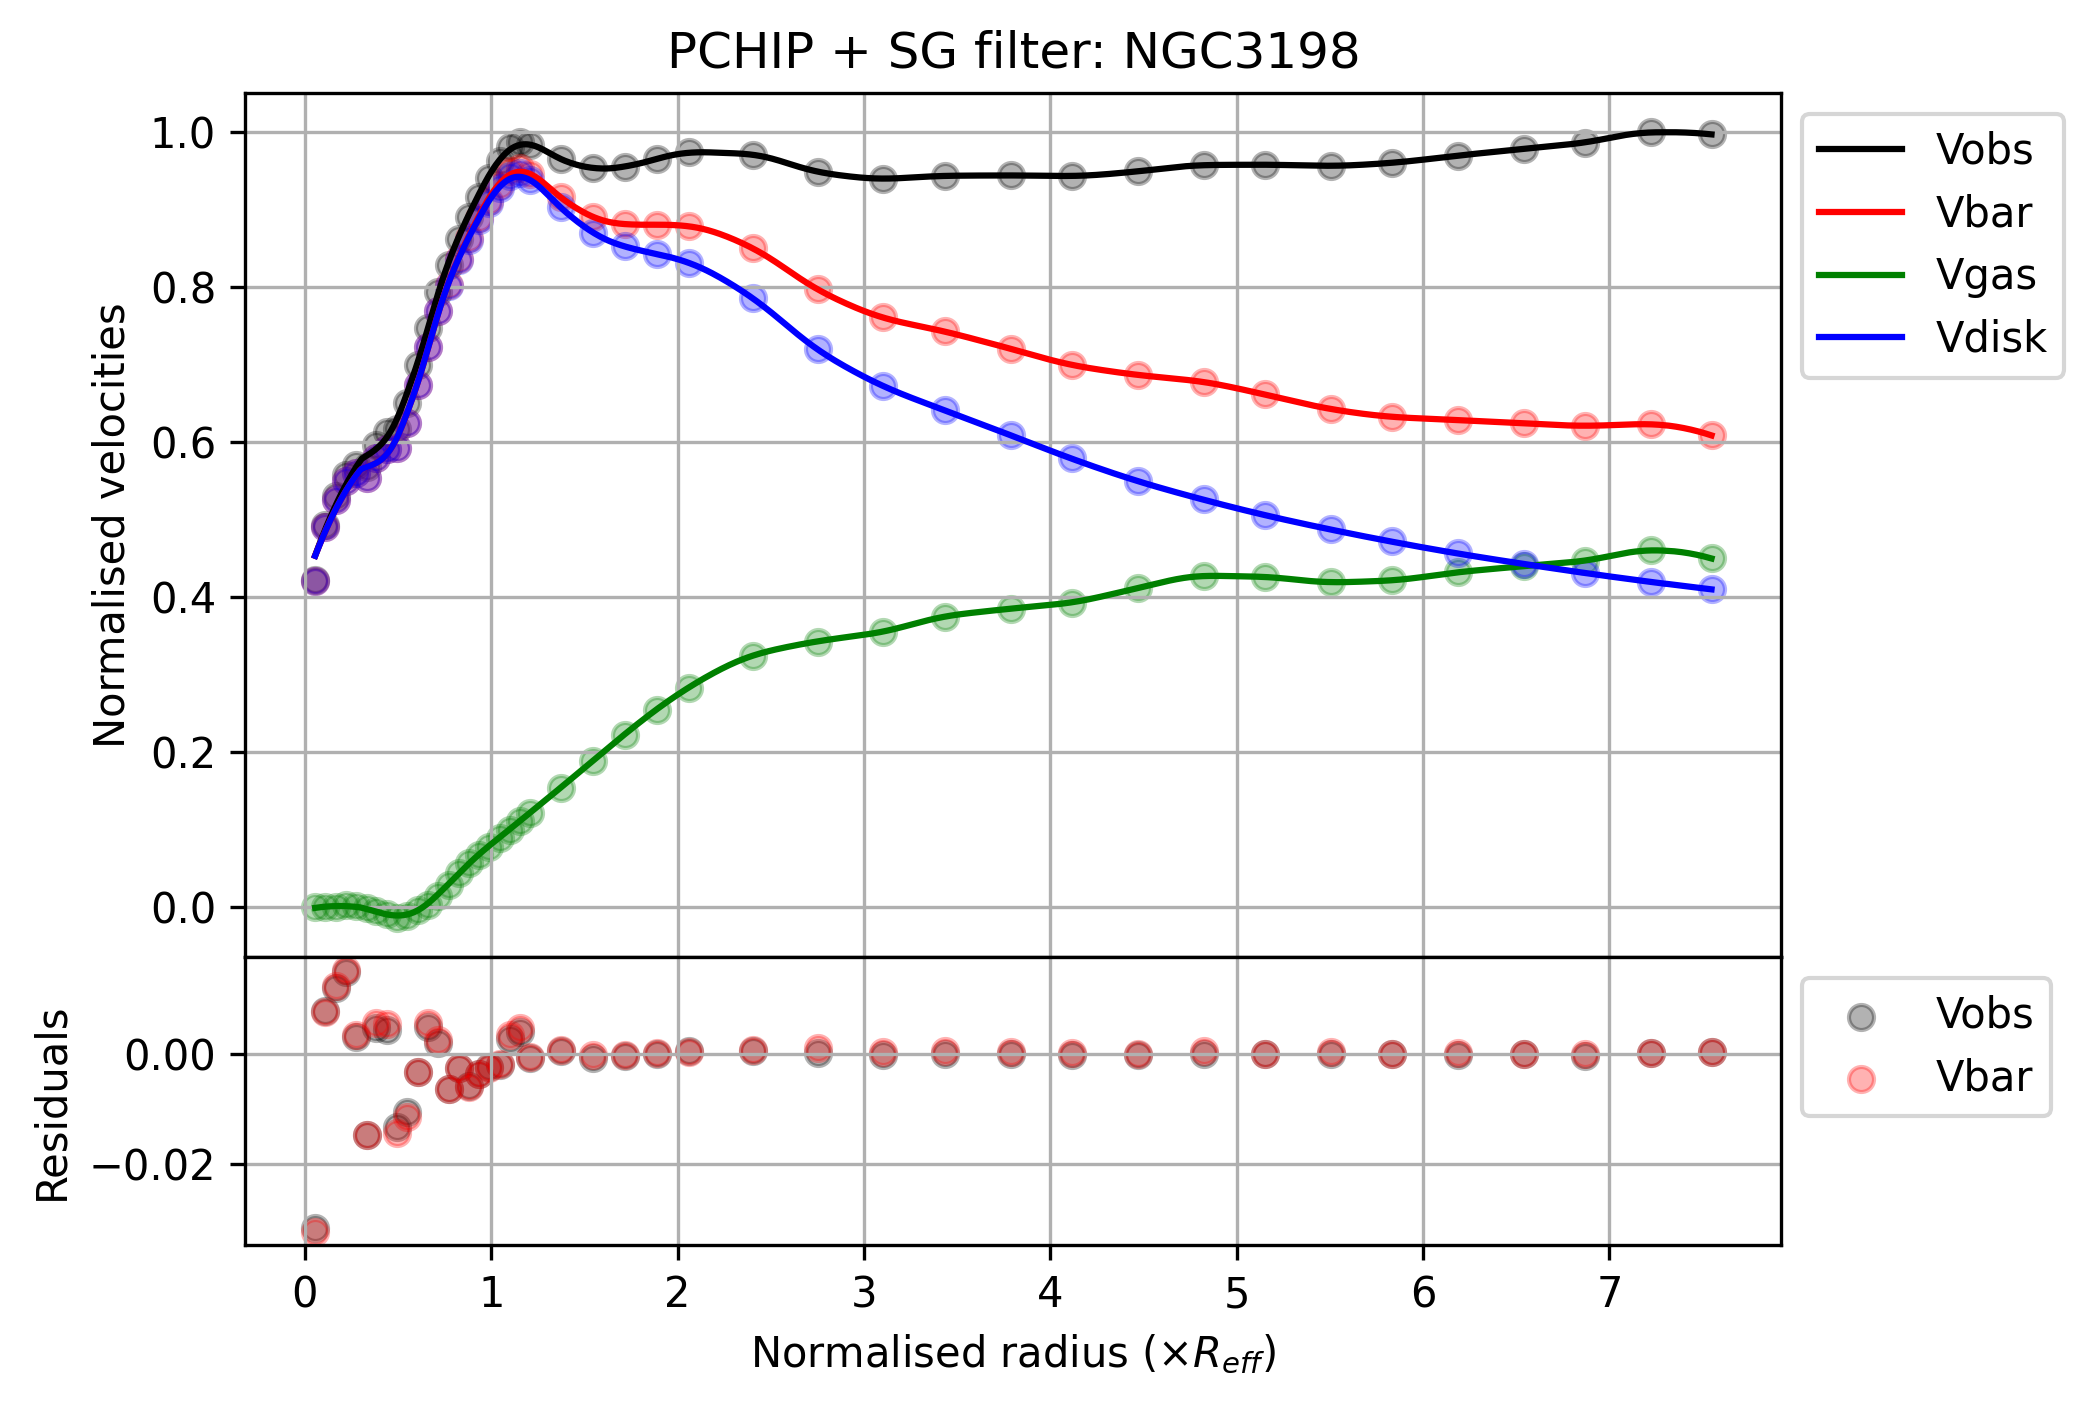 PCHIP + SG filter: NGC3198
Normalised velocities
1.0
0.8
0.6
0.4
0.2
0.0
Vobs
Vbar
Vgas
Vdisk
Residuals
0.00
−0.02
Vobs
Vbar
0 1 2 3 4 5 6 7
Normalised radius (×R_eff)